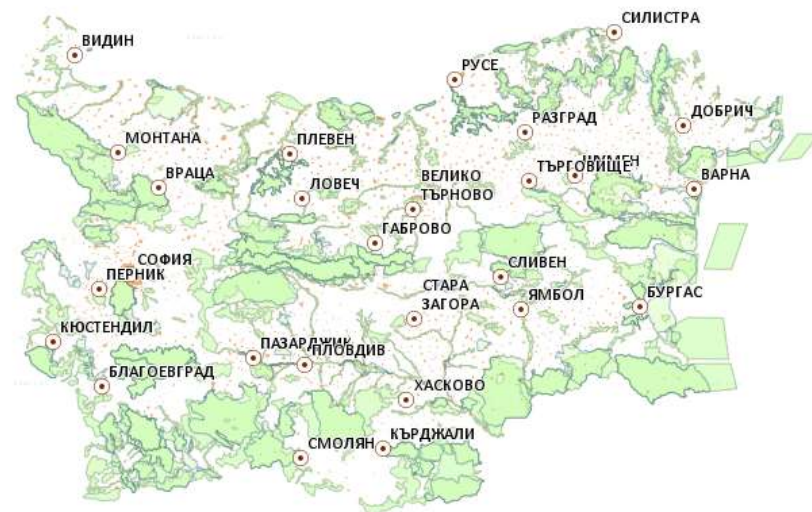 СИЛИСТРА
ВИДИН
РУСЕ
ДОБРИЧ
РАЗГРАД
МОНТАНА
ПЛЕВЕН
ТЪРГОВИЩЕ
ВРАЦА
ЛОВЕЧ
ВЕЛИКО
ТЪРНОВО
ВАРНА
ГАБРОВО
СОФИЯ
ПЕРНИК
СЛИВЕН
СТАРА
ЗАГОРА
ЯМБОЛ
БУРГАС
КЮСТЕНДИЛ
ПАЗАРДЖИК
ПЛОВДИВ
БЛАГОЕВГРАД
ХАСКОВО
СМОЛЯН
КЪРДЖАЛИ